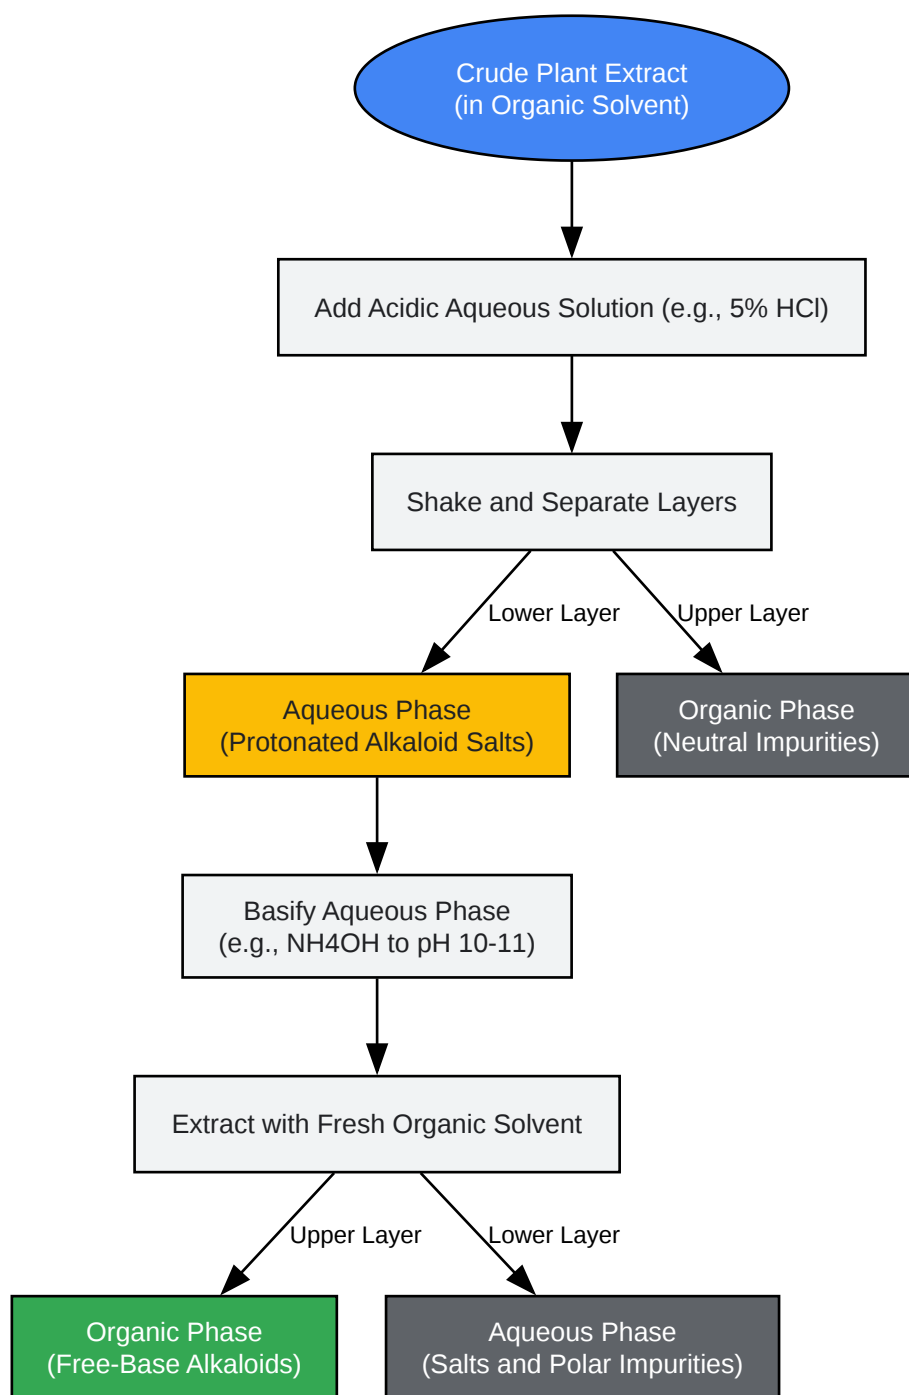 Crude Plant Extract
(in Organic Solvent)
Add Acidic Aqueous Solution (e.g., 5% HCl)
Shake and Separate Layers
Lower Layer
Upper Layer
Aqueous Phase
(Protonated Alkaloid Salts)
Organic Phase
(Neutral Impurities)
Basify Aqueous Phase
(e.g., NH4OH to pH 10-11)
Extract with Fresh Organic Solvent
Upper Layer
Lower Layer
Organic Phase
(Free-Base Alkaloids)
Aqueous Phase
(Salts and Polar Impurities)